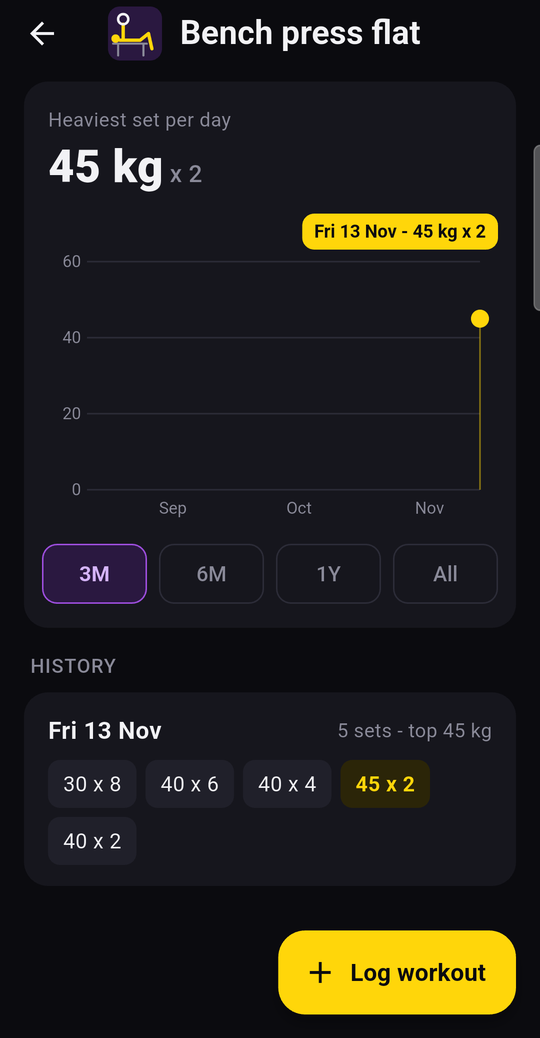 Bench press flat
Heaviest set per day
45 kg x 2
Fri 13 Nov - 45 kg x 2
60
40
20
0
Sep Oct Nov
3M 6M 1Y All
HISTORY
Fri 13 Nov 5 sets - top 45 kg
30 x 8 40 x 6 40 x 4 45 x 2
40 x 2
+ Log workout